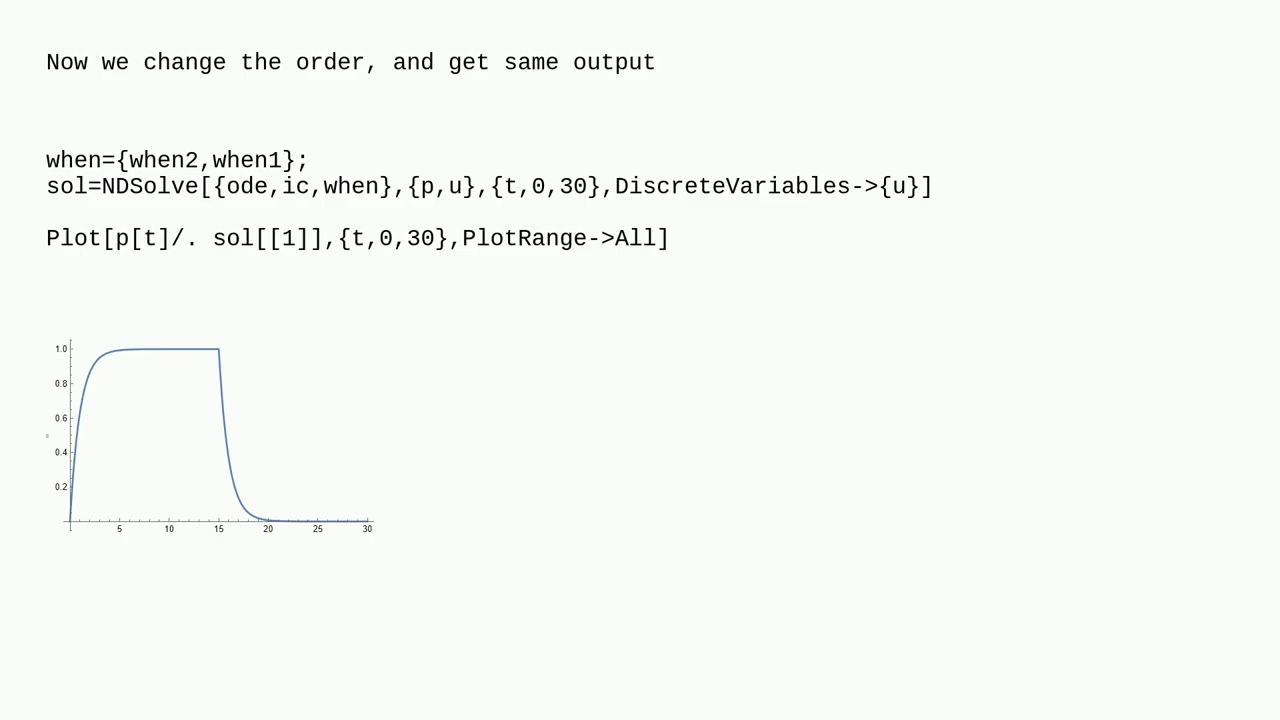 Now we change the order, and get same output
when={when2,when1};
sol=NDSolve[{ode,ic,when},{p,u},{t,0,30},DiscreteVariables->{u}]
Plot[p[t]/. sol[[1]],{t,0,30},PlotRange->All]
1.0
0.8
0.6
0.4
0.2
5 10 15 20 25 30